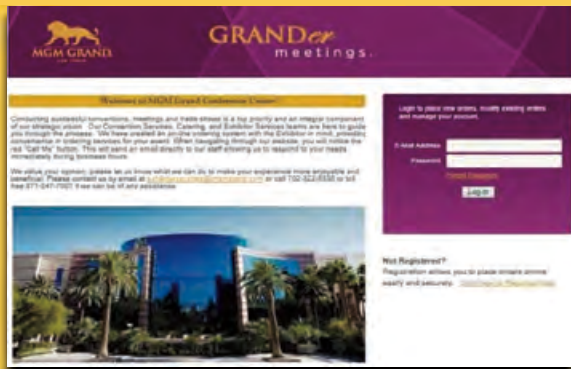 MGM GRAND
GRANDer
meetings.
Welcome to MGM Grand Conference Center
Conducting successful conventions, meetings and trade shows is a top priority and an integral component
of our strategic vision. Our Convention Services, Catering, and Exhibitor Services teams are here to guide
you through the process. We have created an on-line ordering system with the Exhibitor in mind, providing
convenience in ordering services for your event. When navigating through our website, you will notice the
red "Call Me" button. This will send an email directly to our staff allowing us to respond to your needs
immediately during business hours.
We value your opinion, please let us know what we can do to make your experience more enjoyable and
beneficial. Please contact us by email at or call or toll
free if we can be of any assistance.
Login to place new orders, modify existing orders
and manage your account.
E-Mail Address
Password
Forgot Password
Log in
Not Registered?
Registration allows you to place orders online
easily and securely.